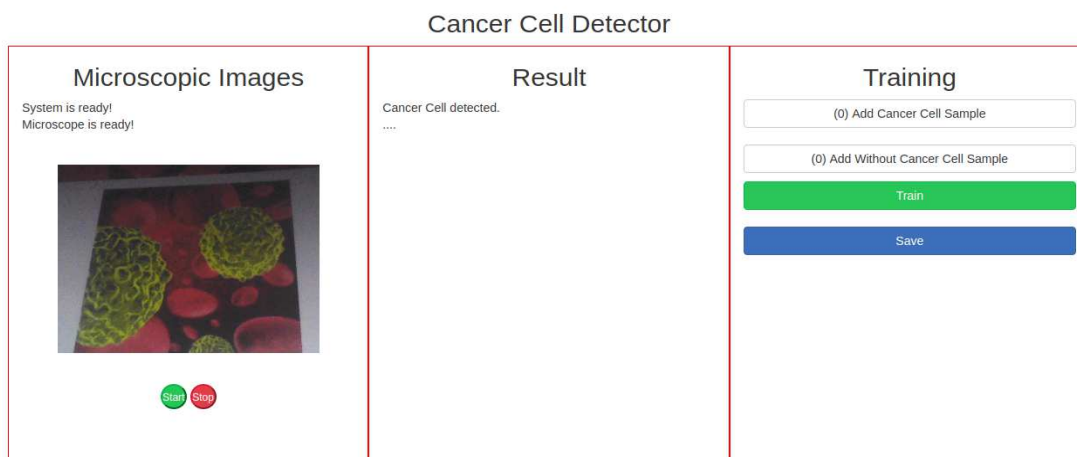 Cancer Cell Detector
Microscopic Images
System is ready!
Microscope is ready!
Start Stop
Result
Cancer Cell detected.
....
Training
(0) Add Cancer Cell Sample
(0) Add Without Cancer Cell Sample
Train
Save